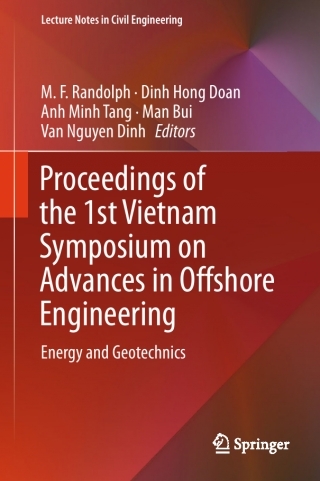 Lecture Notes in Civil Engineering
M. F. Randolph · Dinh Hong Doan
Anh Minh Tang · Man Bui
Van Nguyen Dinh Editors
Proceedings of
the 1st Vietnam
Symposium on
Advances in Offshore
Engineering
Energy and Geotechnics
Springer